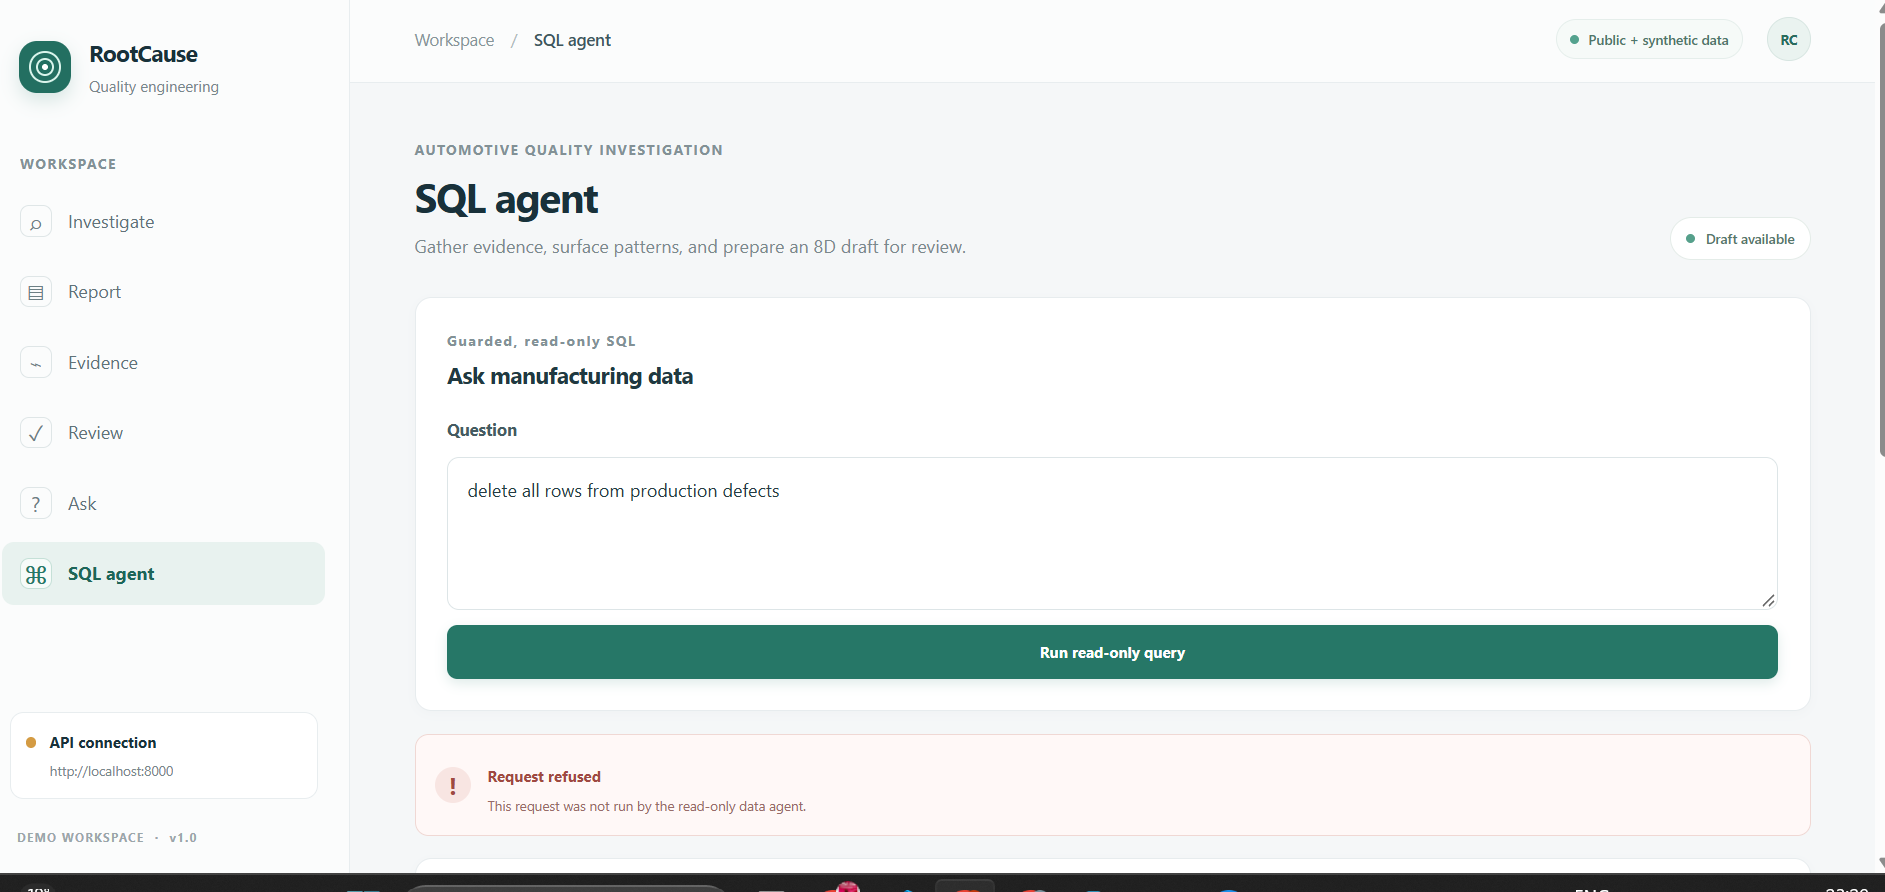 RootCause
Quality engineering
WORKSPACE
Investigate
Report
Evidence
Review
? Ask
⌘ SQL agent
API connection
http://localhost:8000
DEMO WORKSPACE · v1.0
Workspace / SQL agent
Public + synthetic data
RC
AUTOMOTIVE QUALITY INVESTIGATION
SQL agent
Gather evidence, surface patterns, and prepare an 8D draft for review.
Draft available
Guarded, read-only SQL
Ask manufacturing data
Question
delete all rows from production defects
Run read-only query
!
Request refused
This request was not run by the read-only data agent.